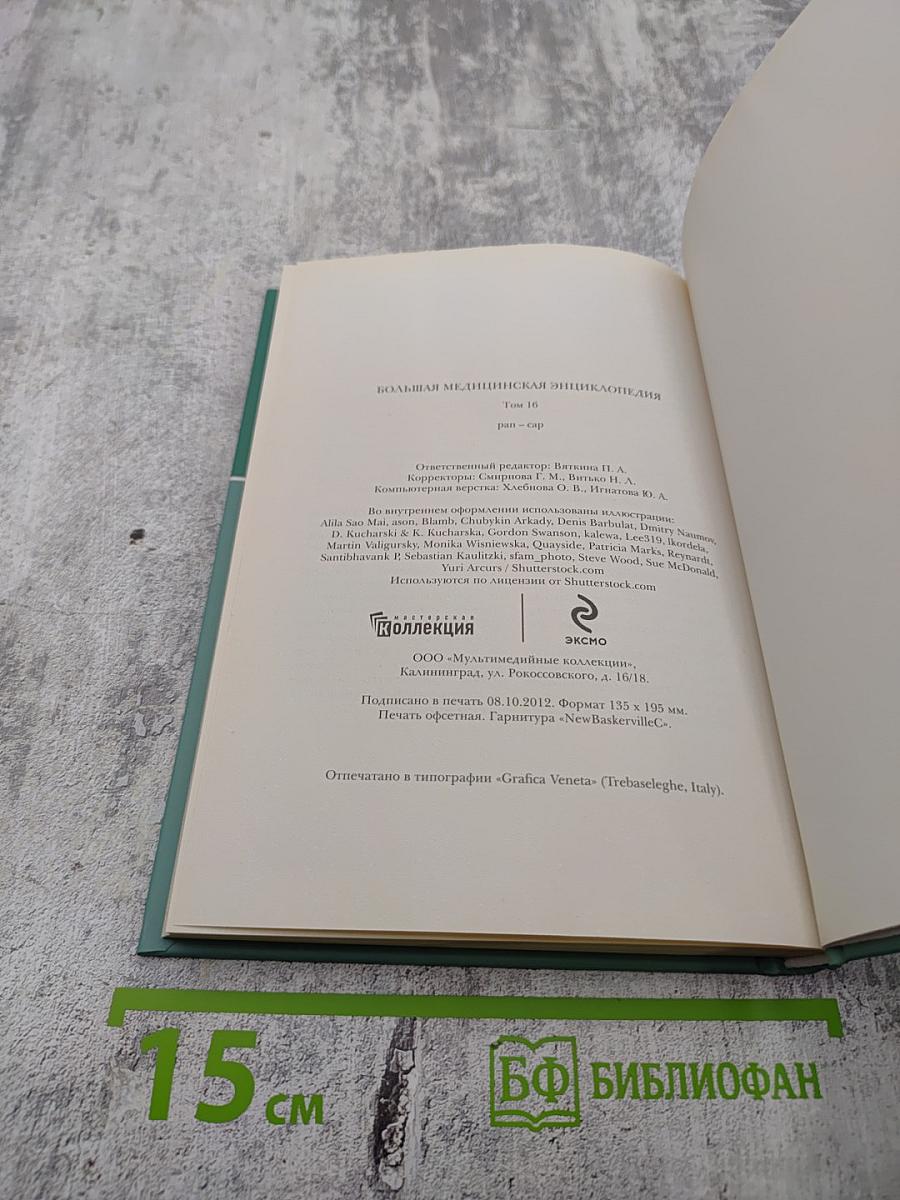 БОЛЬШАЯ МЕДИЦИНСКАЯ ЭНЦИКЛОПЕДИЯ
Том 16
рап – сар
Ответственный редактор: Вяткина П. А.
Корректоры: Смирнова Г. М., Витько Н. Л.
Компьютерная верстка: Хлебнова О. В., Игнатова Ю. А.
Во внутреннем оформлении использованы иллюстрации:
Alila Sao Mai, ason, Blamb, Chubykin Arkady, Denis Barbulat, Dmitry Naumov,
D. Kucharski & K. Kucharska, Gordon Swanson, kalewa, Lee319, lkordela,
Martin Valigursky, Monika Wisniewska, Quayside, Patricia Marks, Reynardt,
Santibhavank P, Sebastian Kaulitzki, sfam_photo, Steve Wood, Sue McDonald,
Yuri Arcurs / Shutterstock.com
Используются по лицензии от Shutterstock.com
мастерская
Коллекция
ЭКСМО
ООО «Мультимедийные коллекции»,
Калининград, ул. Рокоссовского, д. 16/18.
Подписано в печать 08.10.2012. Формат 135 x 195 мм.
Печать офсетная. Гарнитура «NewBaskervilleC».
Отпечатано в типографии «Grafica Veneta» (Trebaseleghe, Italy).
15 см
БФ БИБЛИОФАН